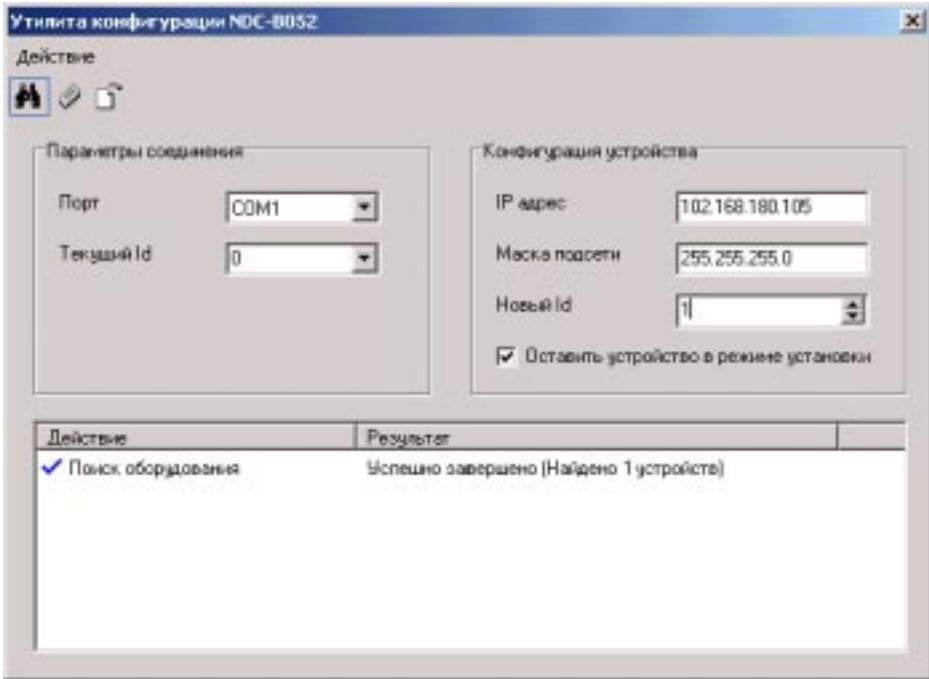 Утилита конфигурации NDC-B052
Действие
Параметры соединения
Порт
COM1
Текущий Id
0
Конфигурация устройства
IP адрес
102.168.180.105
Маска подсети
255.255.255.0
Новый Id
1
Оставить устройство в режиме установки
Действие Результат
Поиск оборудования Успешно завершено (Найдено 1 устройств)